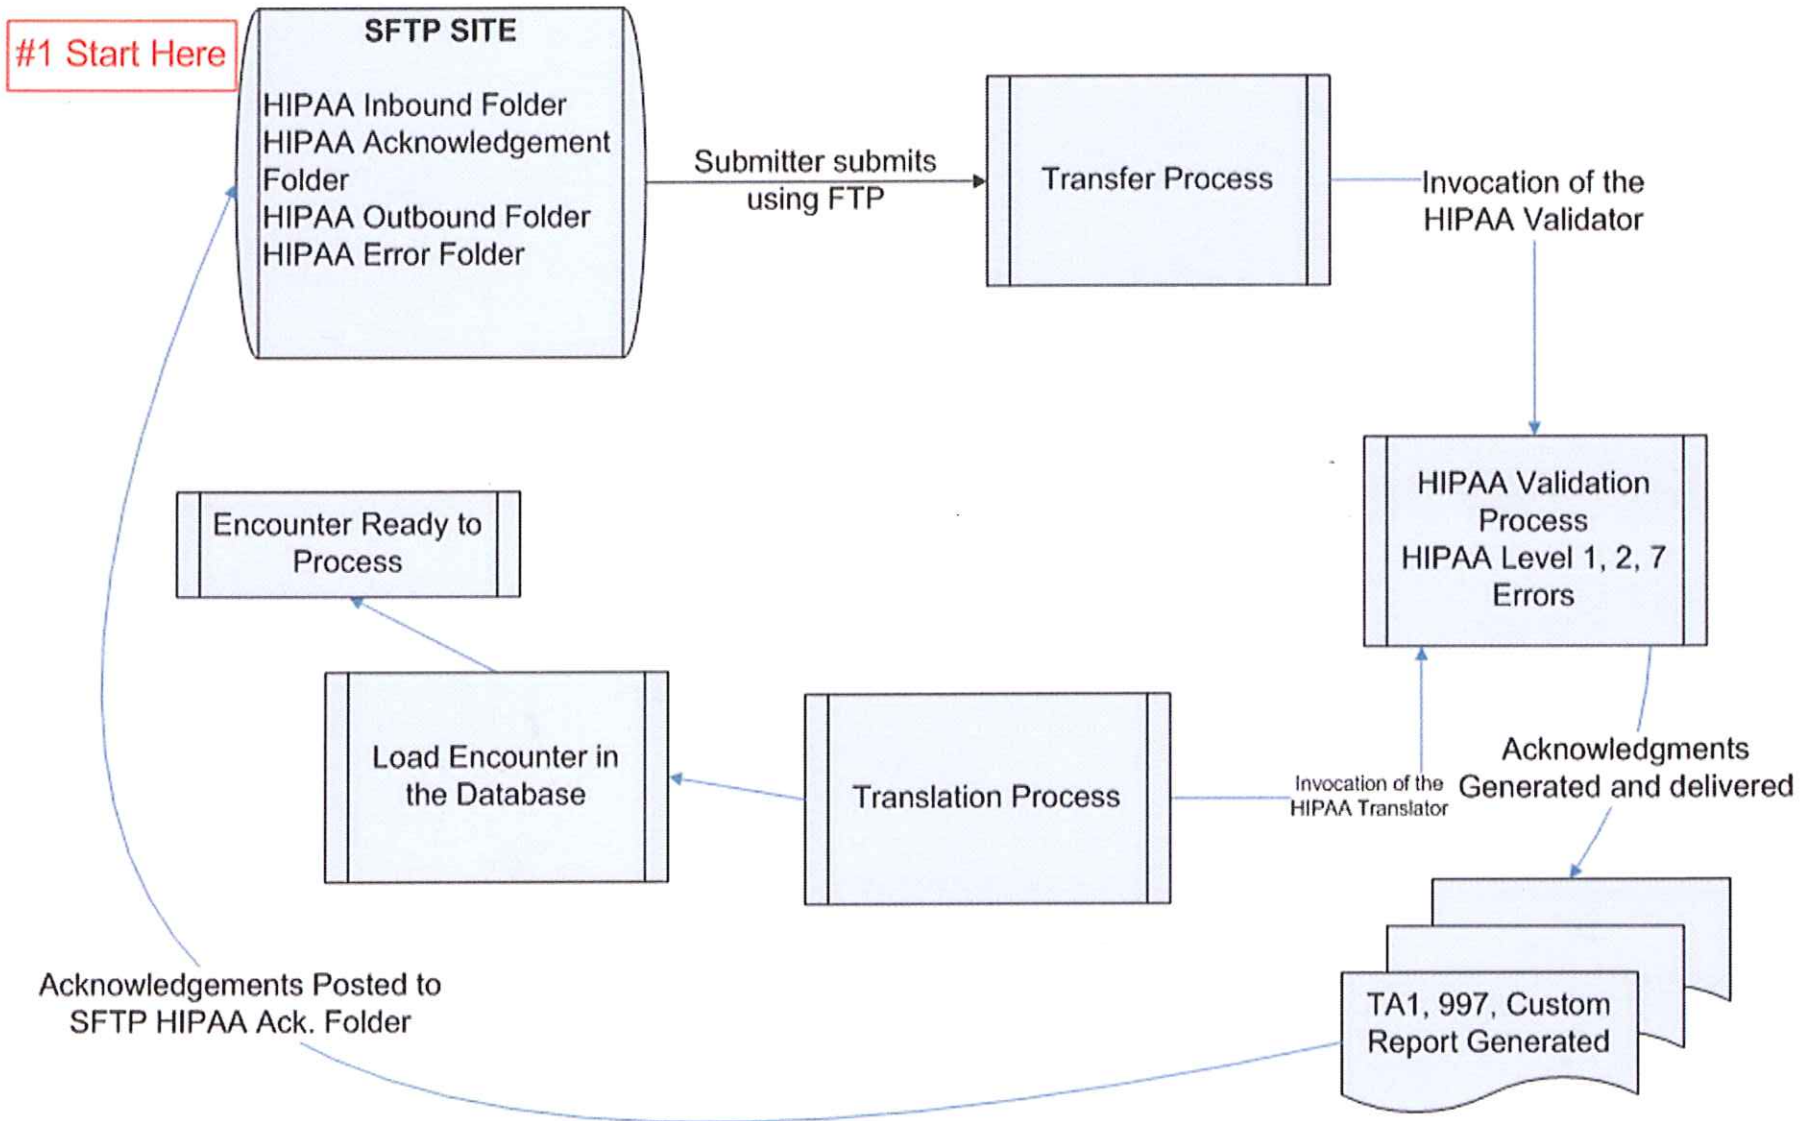 #1 Start Here
SFTP SITE
HIPAA Inbound Folder
HIPAA Acknowledgement
Folder
HIPAA Outbound Folder
HIPAA Error Folder
Submitter submits
using FTP
Transfer Process
Invocation of the
HIPAA Validator
HIPAA Validation
Process
HIPAA Level 1, 2, 7
Errors
Encounter Ready to
Process
Load Encounter in
the Database
Translation Process
Invocation of the
HIPAA Translator
Acknowledgments
Generated and delivered
TA1, 997, Custom
Report Generated
Acknowledgements Posted to
SFTP HIPAA Ack. Folder